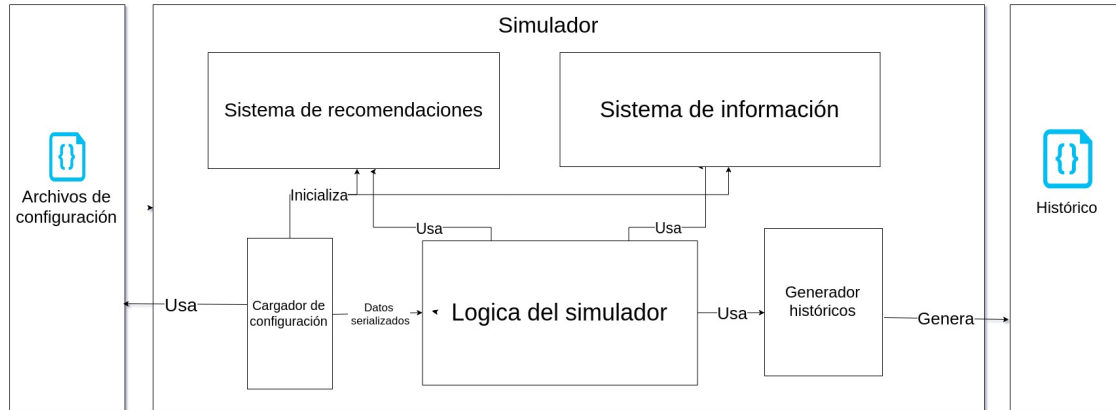 Simulador
Sistema de recomendaciones
Sistema de información
{}
Archivos de
configuración
{}
Histórico
Inicializa
Usa
Usa
Usa
Cargador de
configuración
Datos
serializados
Logica del simulador
Usa
Generador
históricos
Genera